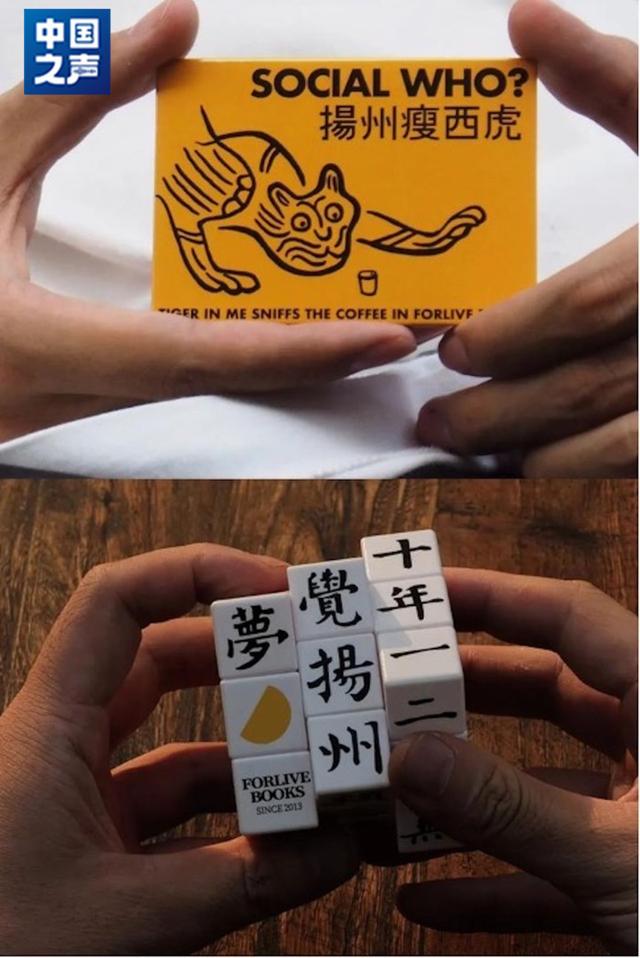 中国
之声
SOCIAL WHO?
揚州瘦西虎
TIGER IN ME SNIFFS THE COFFEE IN FORLIVE
十年一二
覺揚州
夢
FORLIVE
BOOKS
SINCE 2013